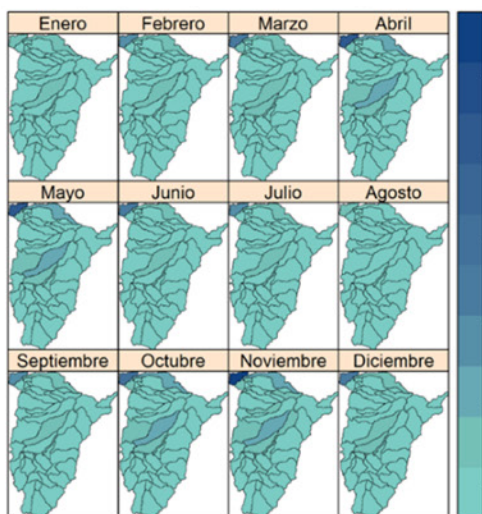 Enero Febrero Marzo Abril
Mayo Junio Julio Agosto
Septiembre Octubre Noviembre Diciembre